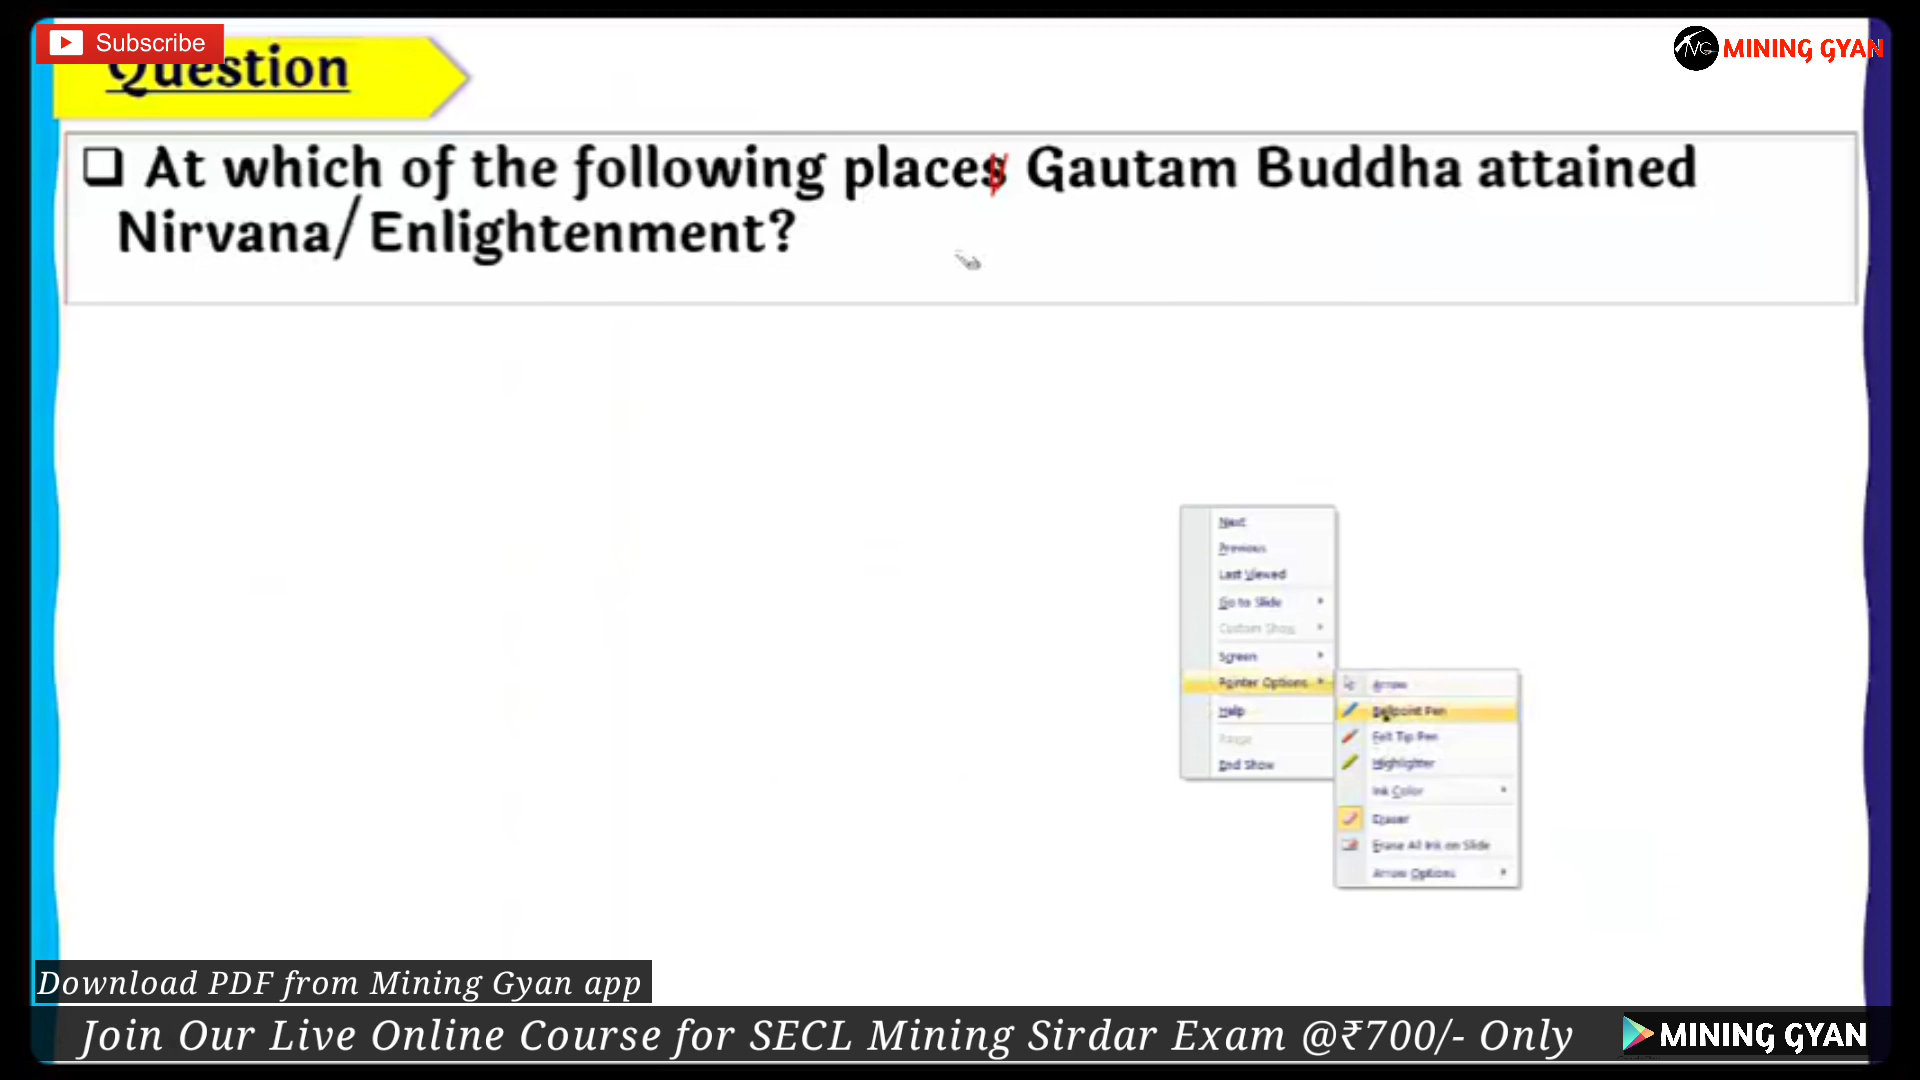 Subscribe
MINING GYAN
Question
❑ At which of the following places Gautam Buddha attained
Nirvana/ Enlightenment?
Next
Previous
Last Viewed
Go to Slide
Custom Show
Screen
Pointer Options
Help
Pause
End Show
Arrow
Ballpoint Pen
Felt Tip Pen
Highlighter
Ink Color
Eraser
Erase All Ink on Slide
Arrow Options
Download PDF from Mining Gyan app
Join Our Live Online Course for SECL Mining Sirdar Exam @₹700/- Only
MINING GYAN